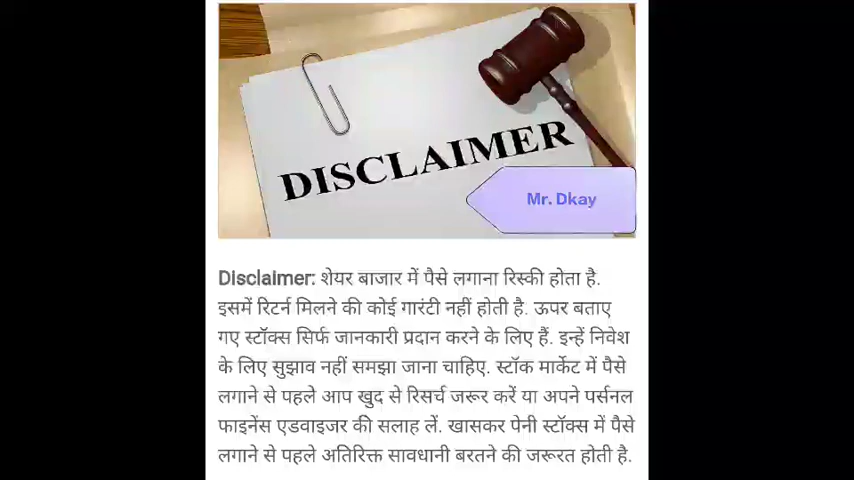 DISCLAIMER
Mr. Dkay
Disclaimer: शेयर बाजार में पैसे लगाना रिस्की होता है.
इसमें रिटर्न मिलने की कोई गारंटी नहीं होती है. ऊपर बताए
गए स्टॉक्स सिर्फ जानकारी प्रदान करने के लिए हैं. इन्हें निवेश
के लिए सुझाव नहीं समझा जाना चाहिए. स्टॉक मार्केट में पैसे
लगाने से पहले आप खुद से रिसर्च जरूर करें या अपने पर्सनल
फाइनेंस एडवाइजर की सलाह लें. खासकर पेनी स्टॉक्स में पैसे
लगाने से पहले अतिरिक्त सावधानी बरतने की जरूरत होती है.